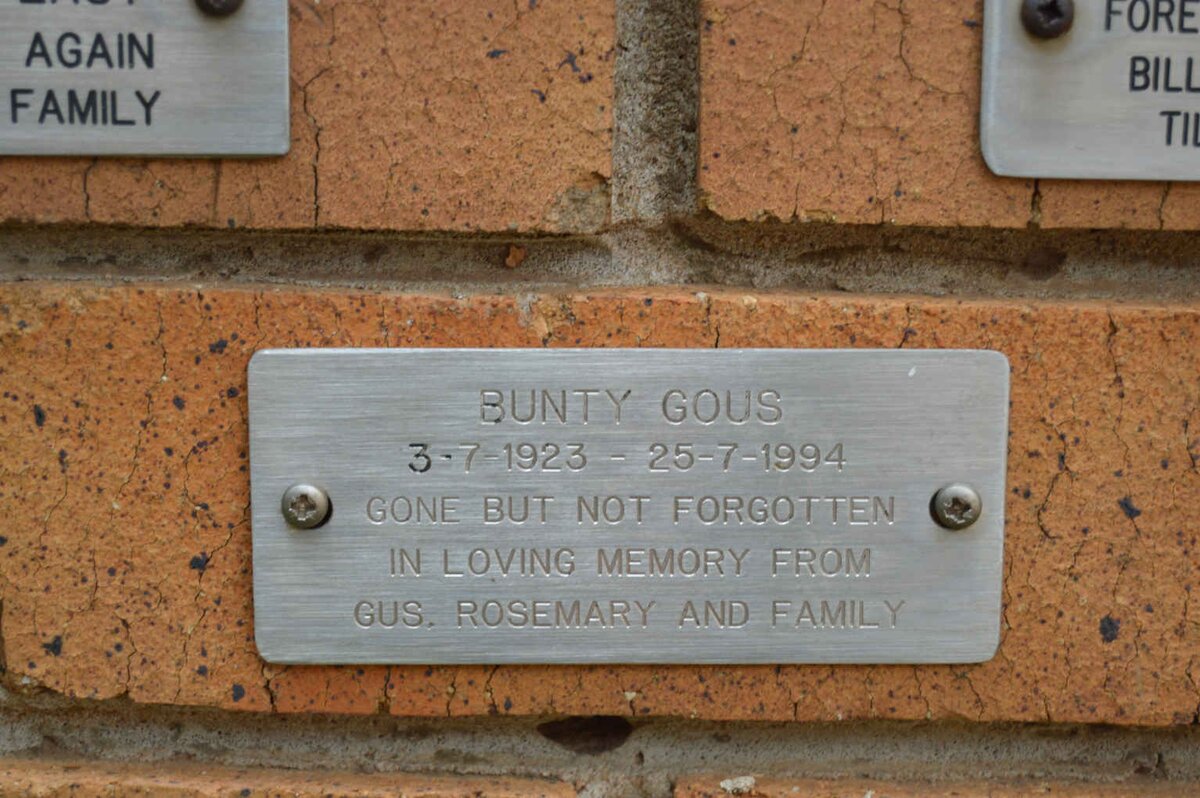 AGAIN
FAMILY
FORE
BILL
TIL
BUNTY GOUS
3-7-1923 - 25-7-1994
GONE BUT NOT FORGOTTEN
IN LOVING MEMORY FROM
GUS. ROSEMARY AND FAMILY